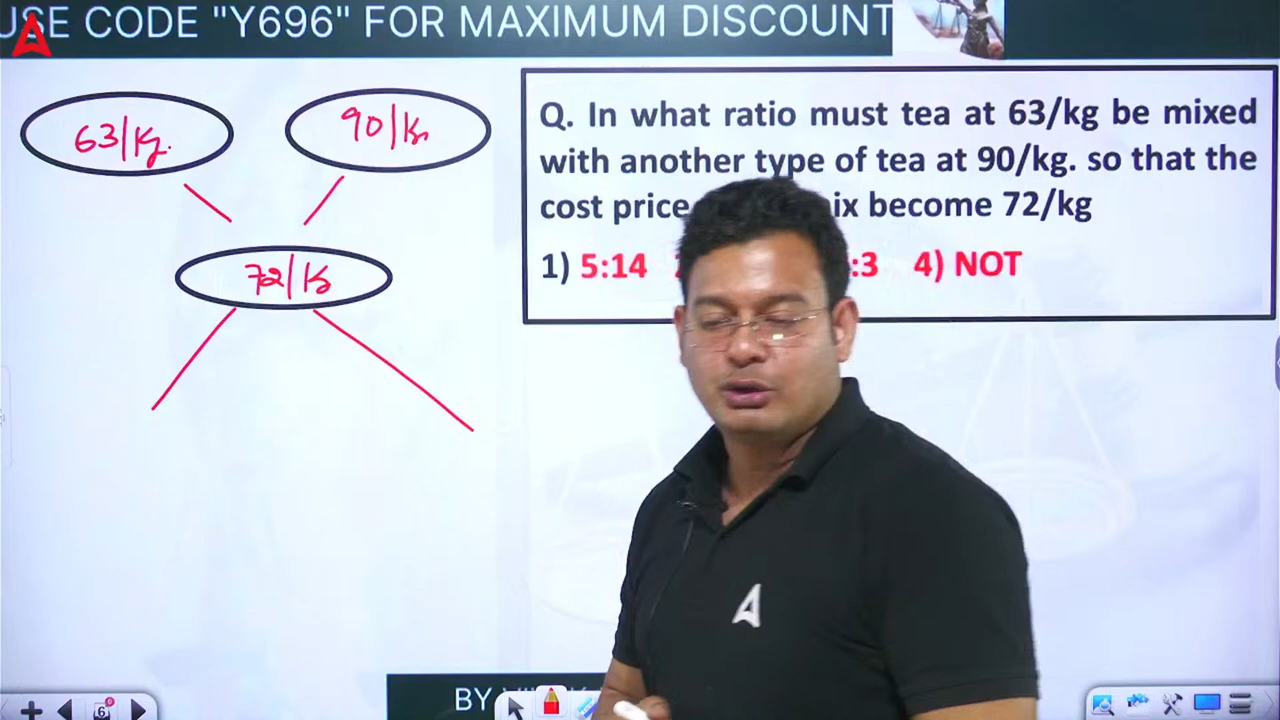 USE CODE "Y696" FOR MAXIMUM DISCOUNT
63/kg.
90/kg
72/kg
Q. In what ratio must tea at 63/kg be mixed
with another type of tea at 90/kg. so that the
cost price ix become 72/kg
1) 5:14 :3 4) NOT
BY